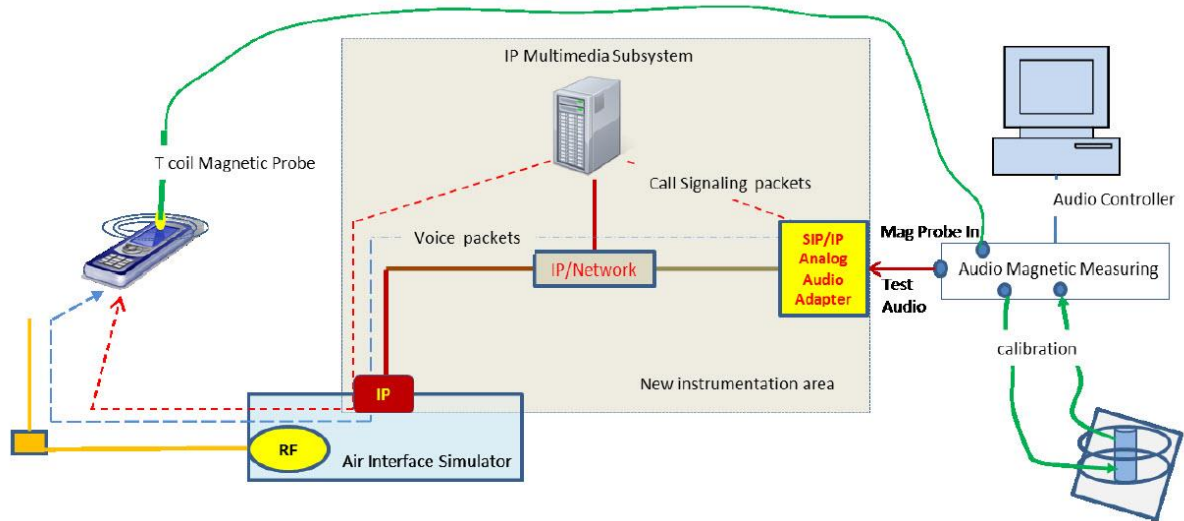 IP Multimedia Subsystem
T coil Magnetic Probe
Call Signaling packets
Audio Controller
Voice packets
SIP/IP
Analog
Audio
Adapter
Mag Probe In
IP/Network
Audio Magnetic Measuring
Test
Audio
calibration
IP
New instrumentation area
RF
Air Interface Simulator